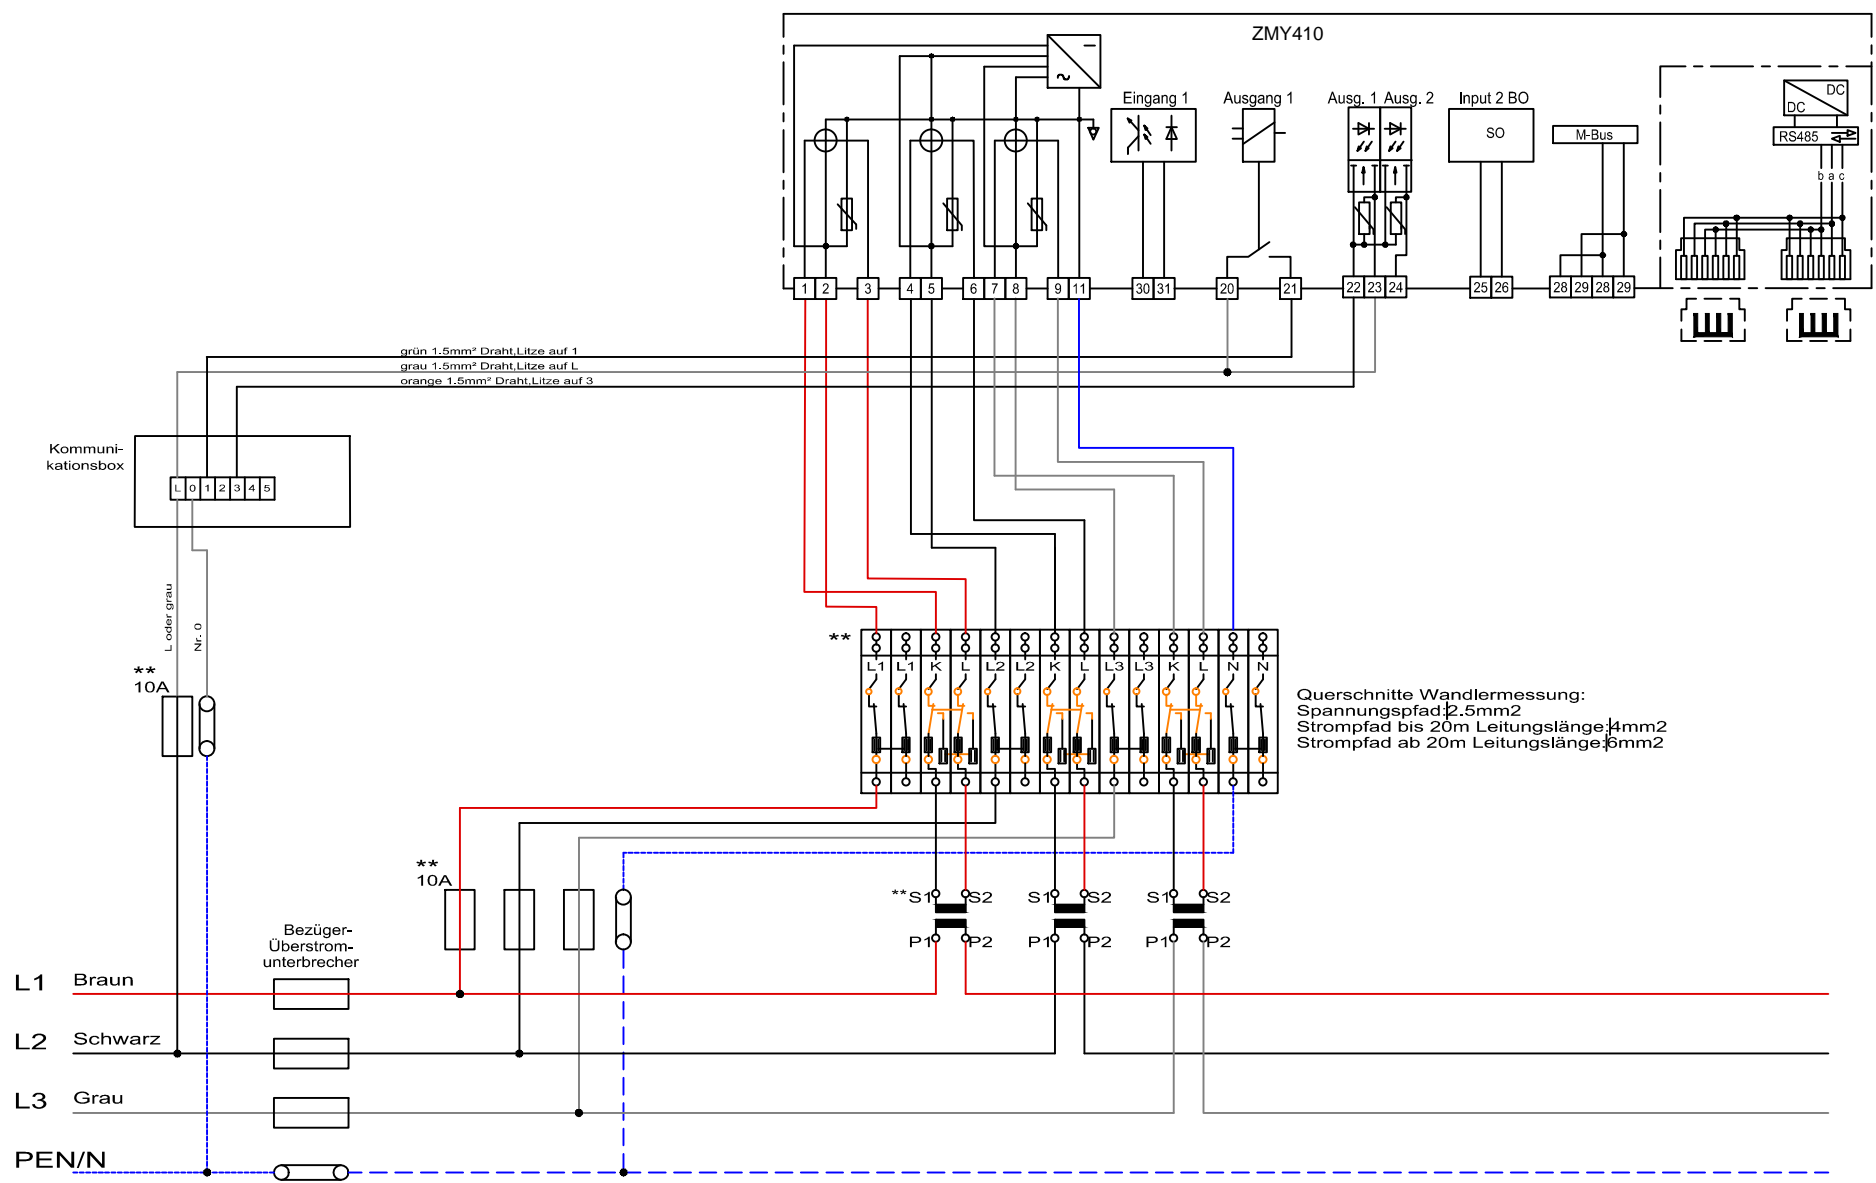 ZMY410
Eingang 1
Ausgang 1
Ausg. 1 Ausg. 2
Input 2 BO
SO
M-Bus
DC
DC
RS485
b a c
1 2 3 4 5 6 7 8 9 11 30 31 20 21 22 23 24 25 26 28 29 28 29
grün 1.5mm² Draht,Litze auf 1
grau 1.5mm² Draht,Litze auf L
orange 1.5mm² Draht,Litze auf 3
Kommuni-
kationsbox
L 0 1 2 3 4 5
L oder grau
Nr. 0
**
10A
**
L1 L1 K L L2 L2 K L L3 L3 K L N N
Querschnitte Wandlermessung:
Spannungspfad:2.5mm2
Strompfad bis 20m Leitungslänge:4mm2
Strompfad ab 20m Leitungslänge:6mm2
**
10A
**S1 S2 S1 S2 S1 S2
P1 P2 P1 P2 P1 P2
Bezüger-
Überstrom-
unterbrecher
L1 Braun
L2 Schwarz
L3 Grau
PEN/N